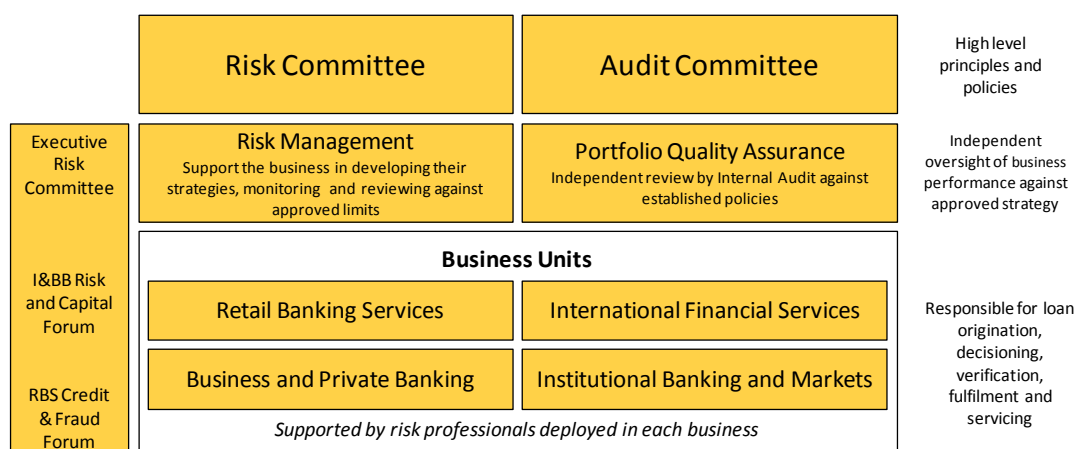 Risk Committee
Audit Committee
High level
principles and
policies
Executive
Risk
Committee
Risk Management
Support the business in developing their
strategies, monitoring and reviewing against
approved limits
Portfolio Quality Assurance
Independent review by Internal Audit against
established policies
Independent
oversight of business
performance against
approved strategy
I&BB Risk
and Capital
Forum
RBS Credit
& Fraud
Forum
Business Units
Retail Banking Services
International Financial Services
Business and Private Banking
Institutional Banking and Markets
Supported by risk professionals deployed in each business
Responsible for loan
origination,
decisioning,
verification,
fulfilment and
servicing